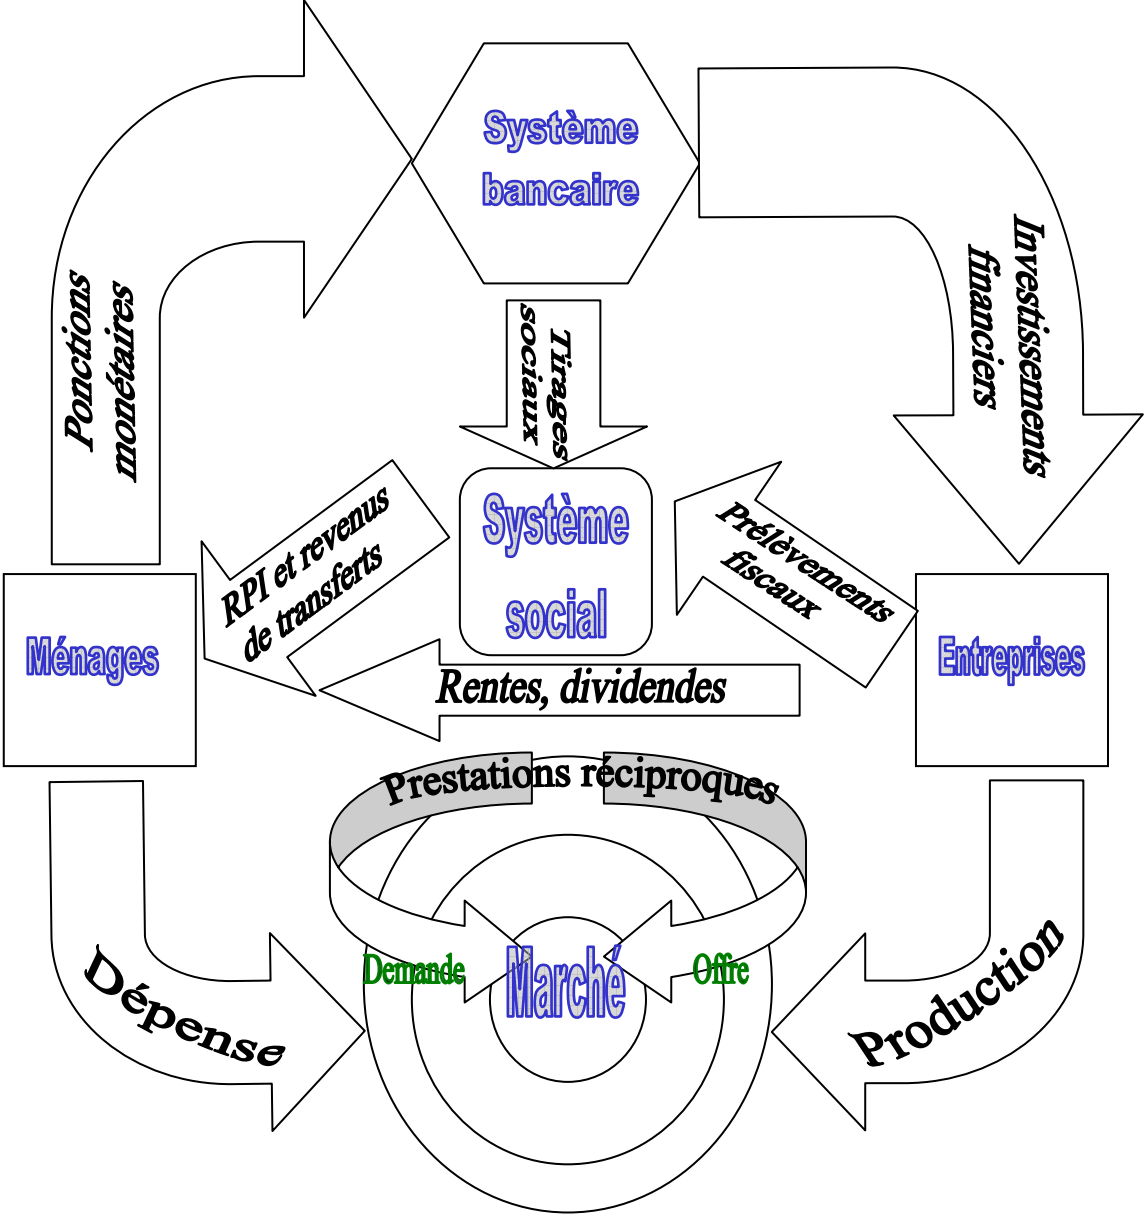 Système
bancaire
Ponctions
monétaires
Investissements
financiers
Tirages
sociaux
Système
social
RPI et revenus
de transferts
Prélèvements
fiscaux
Ménages
Entreprises
Rentes, dividendes
Prestations réciproques
Demande
Marché
Offre
Dépense
Production